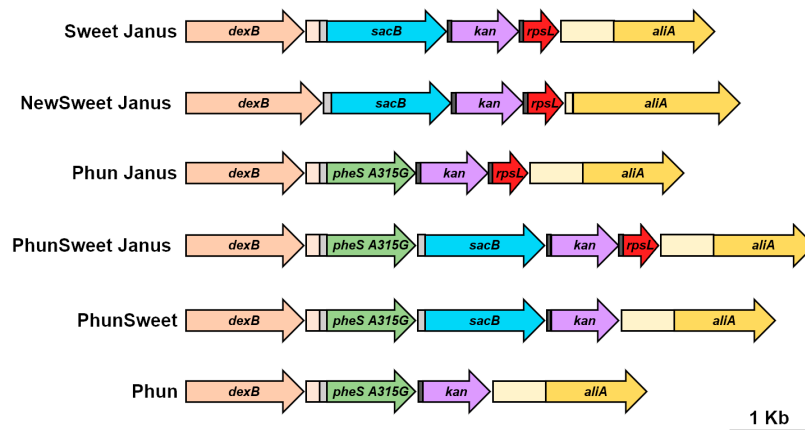 Sweet Janus dexB sacB kan rpsL aliA
NewSweet Janus dexB sacB kan rpsL aliA
Phun Janus dexB pheS A315G kan rpsL aliA
PhunSweet Janus dexB pheS A315G sacB kan rpsL aliA
PhunSweet dexB pheS A315G sacB kan aliA
Phun dexB pheS A315G kan aliA
1 Kb